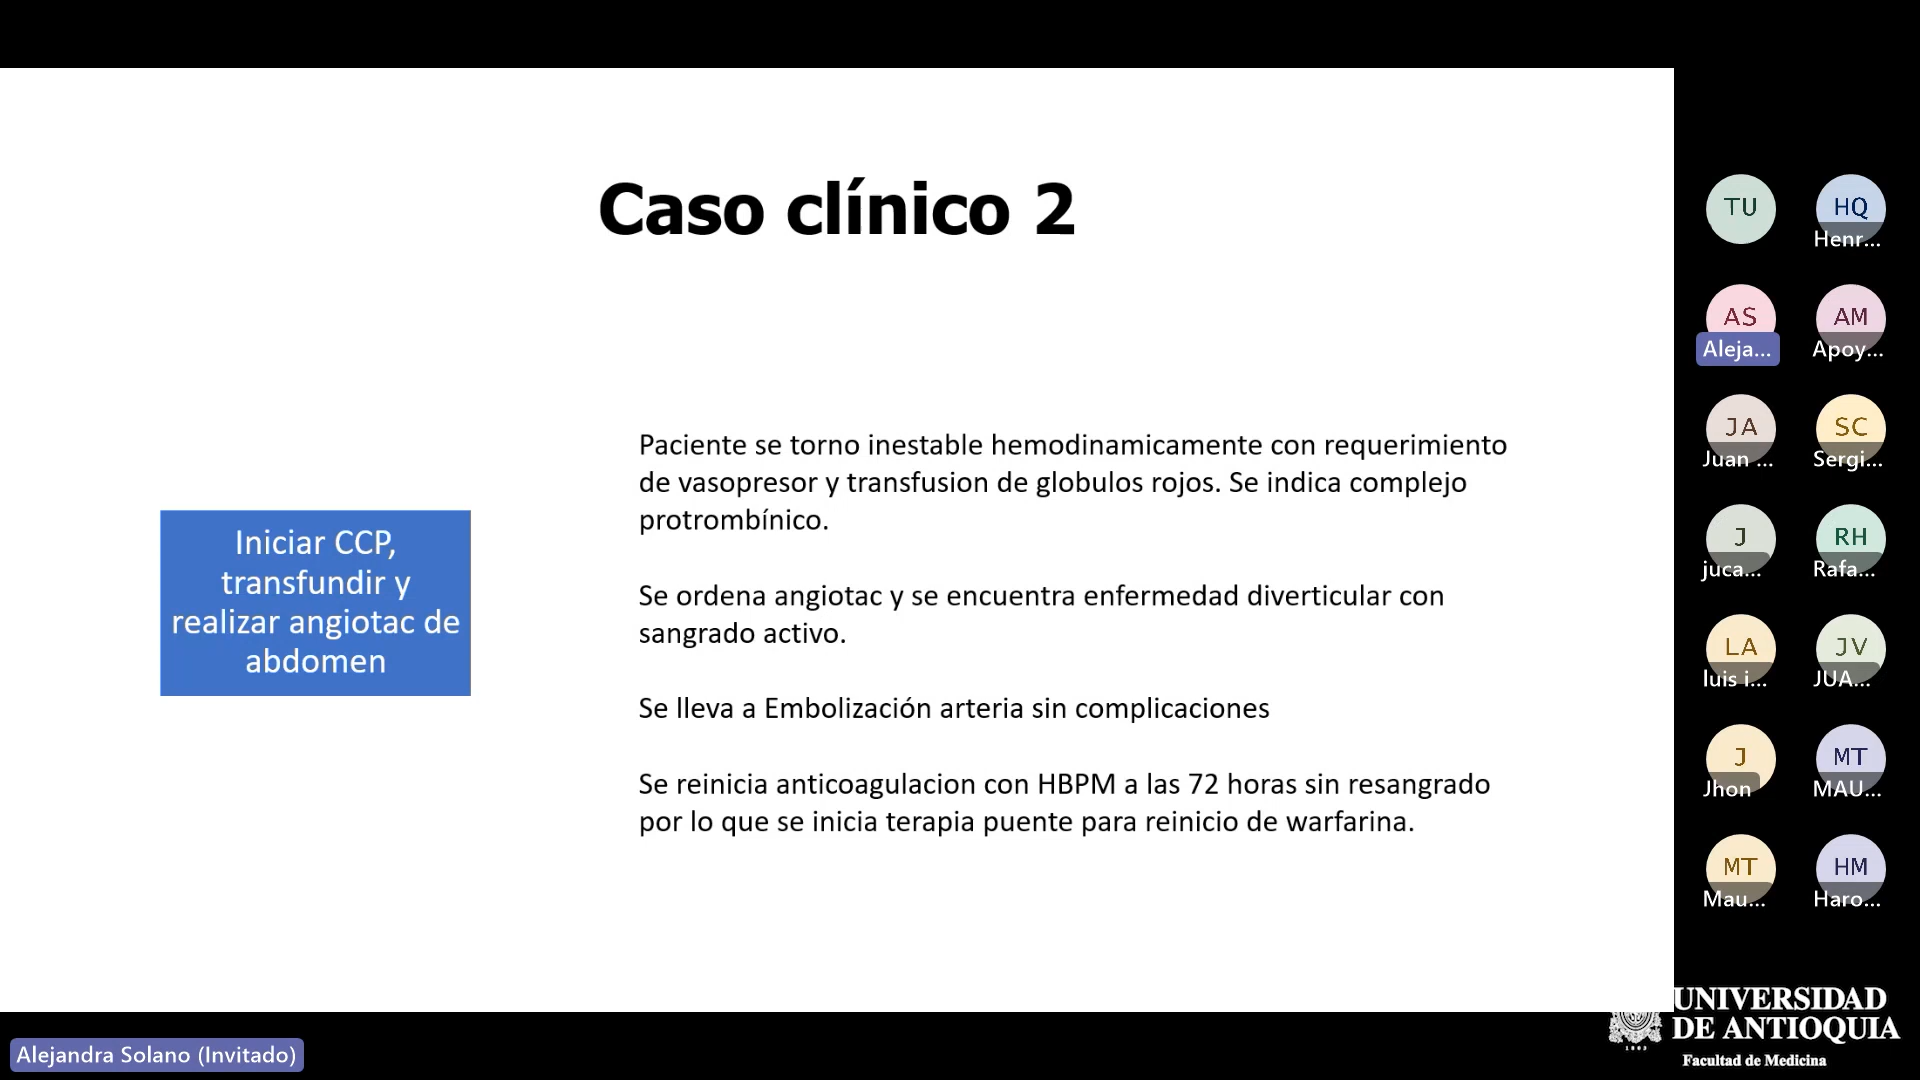 Caso clínico 2
Iniciar CCP,
transfundir y
realizar angiotac de
abdomen
Paciente se torno inestable hemodinamicamente con requerimiento
de vasopresor y transfusion de globulos rojos. Se indica complejo
protrombínico.
Se ordena angiotac y se encuentra enfermedad diverticular con
sangrado activo.
Se lleva a Embolización arteria sin complicaciones
Se reinicia anticoagulacion con HBPM a las 72 horas sin resangrado
por lo que se inicia terapia puente para reinicio de warfarina.
TU
HQ
Henr...
AS
Aleja...
AM
Apoy...
JA
Juan ...
SC
Sergi...
J
juca...
RH
Rafa...
LA
luis i...
JV
JUA...
J
Jhon
MT
MAU...
MT
Mau...
HM
Haro...
UNIVERSIDAD
DE ANTIOQUIA
1803
Facultad de Medicina
Alejandra Solano (Invitado)